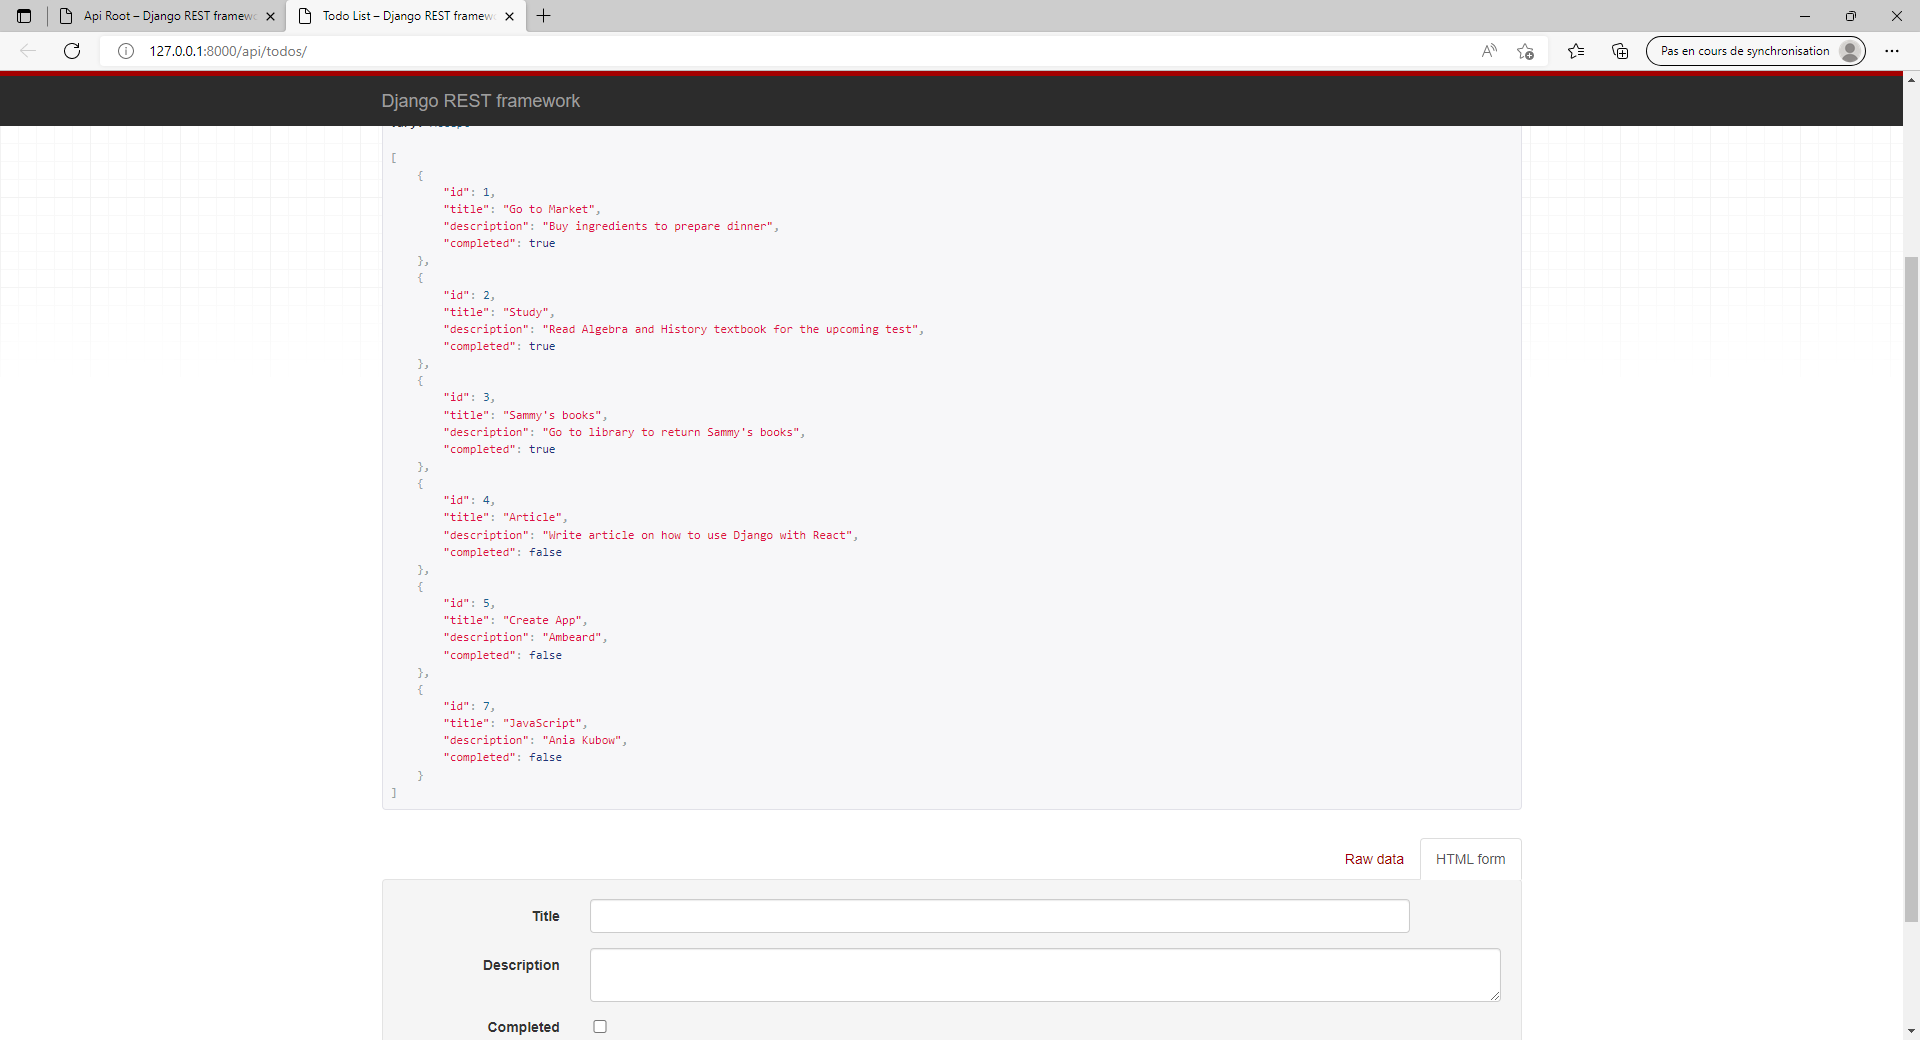 Api Root – Django REST framew
Todo List – Django REST framew
127.0.0.1:8000/api/todos/
Pas en cours de synchronisation
Django REST framework
[
{
"id": 1,
"title": "Go to Market",
"description": "Buy ingredients to prepare dinner",
"completed": true
},
{
"id": 2,
"title": "Study",
"description": "Read Algebra and History textbook for the upcoming test",
"completed": true
},
{
"id": 3,
"title": "Sammy's books",
"description": "Go to library to return Sammy's books",
"completed": true
},
{
"id": 4,
"title": "Article",
"description": "Write article on how to use Django with React",
"completed": false
},
{
"id": 5,
"title": "Create App",
"description": "Ambeard",
"completed": false
},
{
"id": 7,
"title": "JavaScript",
"description": "Ania Kubow",
"completed": false
}
]
Raw data
HTML form
Title
Description
Completed